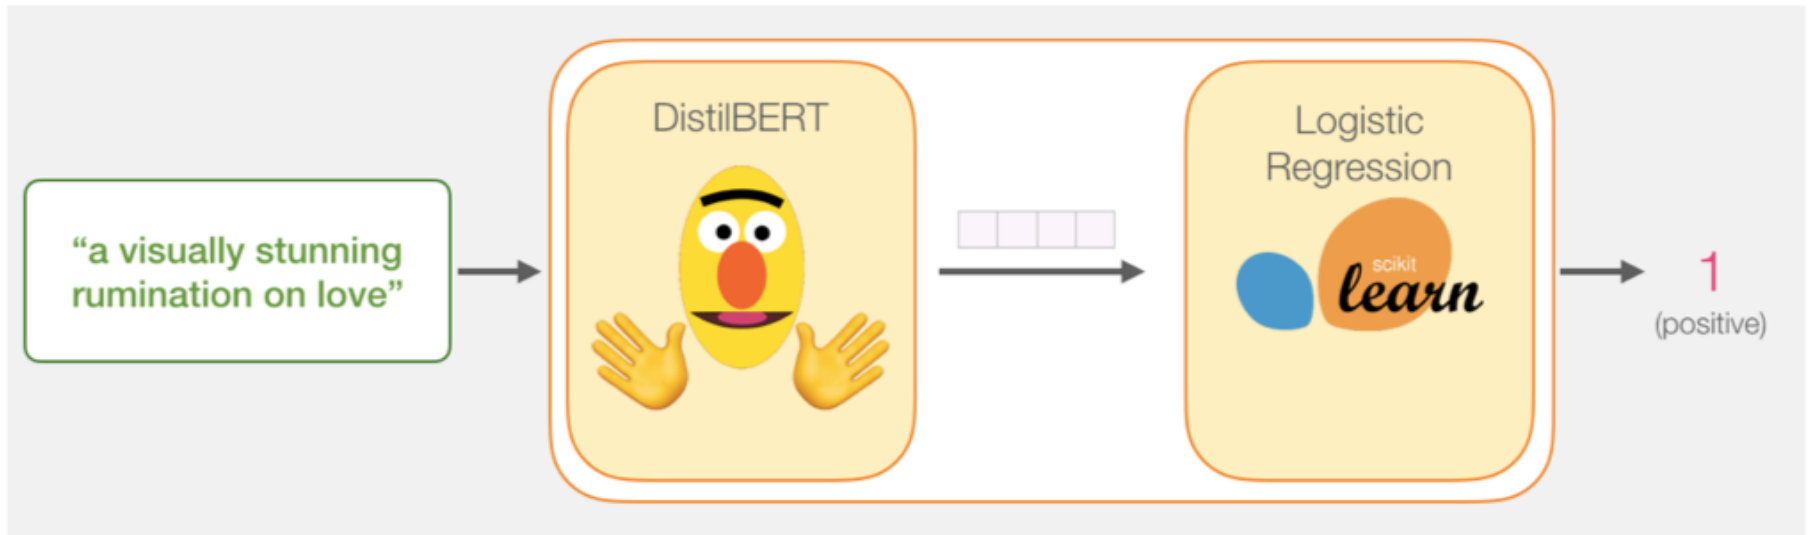 DistilBERT
Logistic
Regression
“a visually stunning
rumination on love”
scikit
learn
1
(positive)